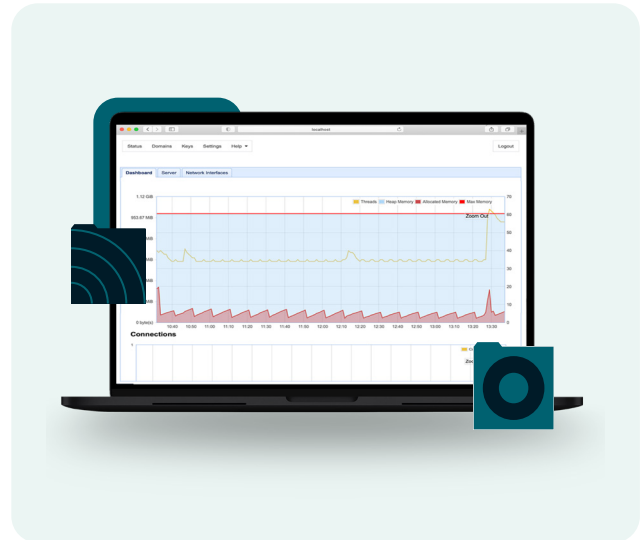 localhost
Status Domains Keys Settings Help Logout
Dashboard Server Network Interfaces
1.12 GiB
Threads Heap Memory Allocated Memory Max Memory
70
953.67 MiB
Zoom Out
60
50
40
30
20
10
0 byte(s)
0
10:40 10:50 11:00 11:10 11:20 11:30 11:40 11:50 12:00 12:10 12:20 12:30 12:40 12:50 13:00 13:10 13:20 13:30
Connections
1